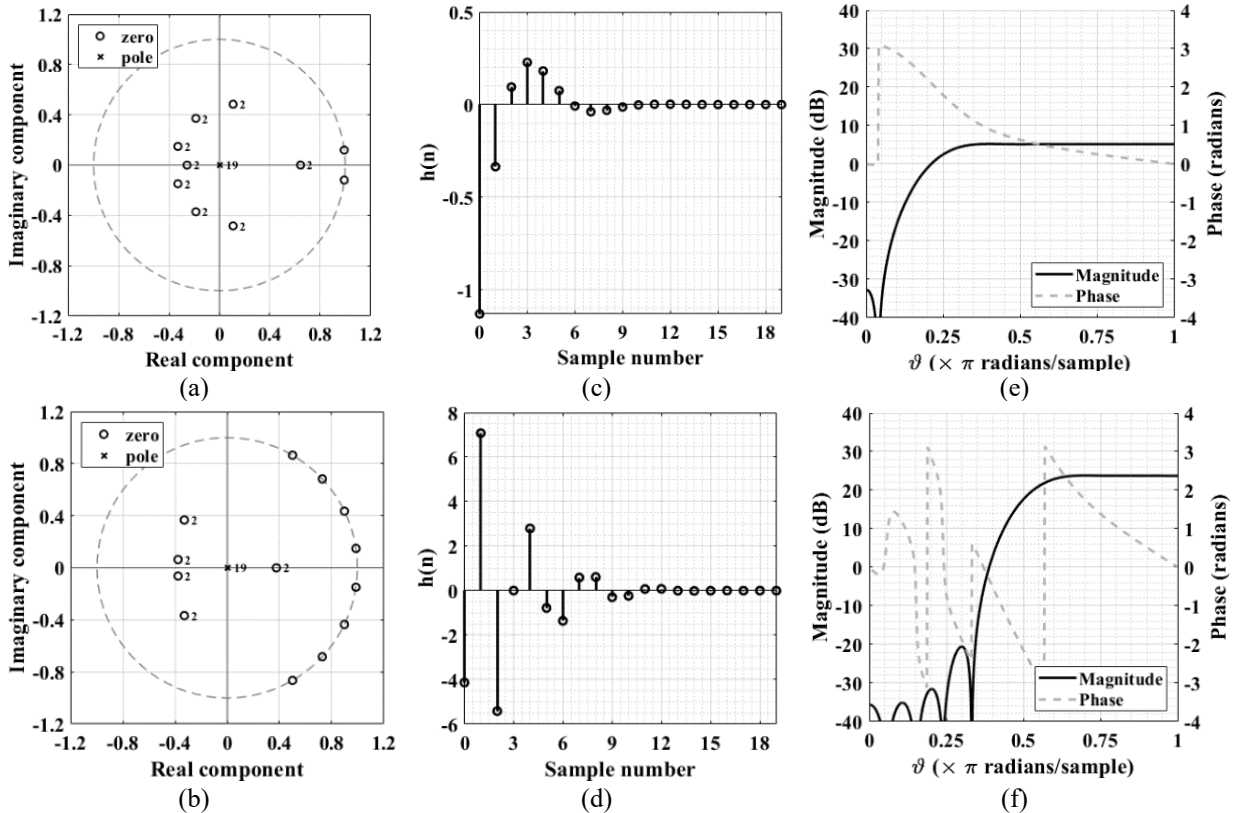 1.2
0.8
0.4
0
-0.4
-0.8
-1.2
Imaginary component
zero
pole
2
2
2
2
2
19
2
2
2
-1.2 -0.8 -0.4 0 0.4 0.8 1.2
Real component
(a)
0.5
0
-0.5
-1
h(n)
0 3 6 9 12 15 18
Sample number
(c)
40
30
20
10
0
-10
-20
-30
-40
Magnitude (dB)
4
3
2
1
0
-1
-2
-3
-4
Phase (radians)
Magnitude
Phase
0 0.25 0.5 0.75 1
ϑ (× π radians/sample)
(e)
1.2
0.8
0.4
0
-0.4
-0.8
-1.2
Imaginary component
zero
pole
2
2
2
2
19
2
-1.2 -0.8 -0.4 0 0.4 0.8 1.2
Real component
(b)
8
6
4
2
0
-2
-4
-6
h(n)
0 3 6 9 12 15 18
Sample number
(d)
40
30
20
10
0
-10
-20
-30
-40
Magnitude (dB)
4
3
2
1
0
-1
-2
-3
-4
Phase (radians)
Magnitude
Phase
0 0.25 0.5 0.75 1
ϑ (× π radians/sample)
(f)